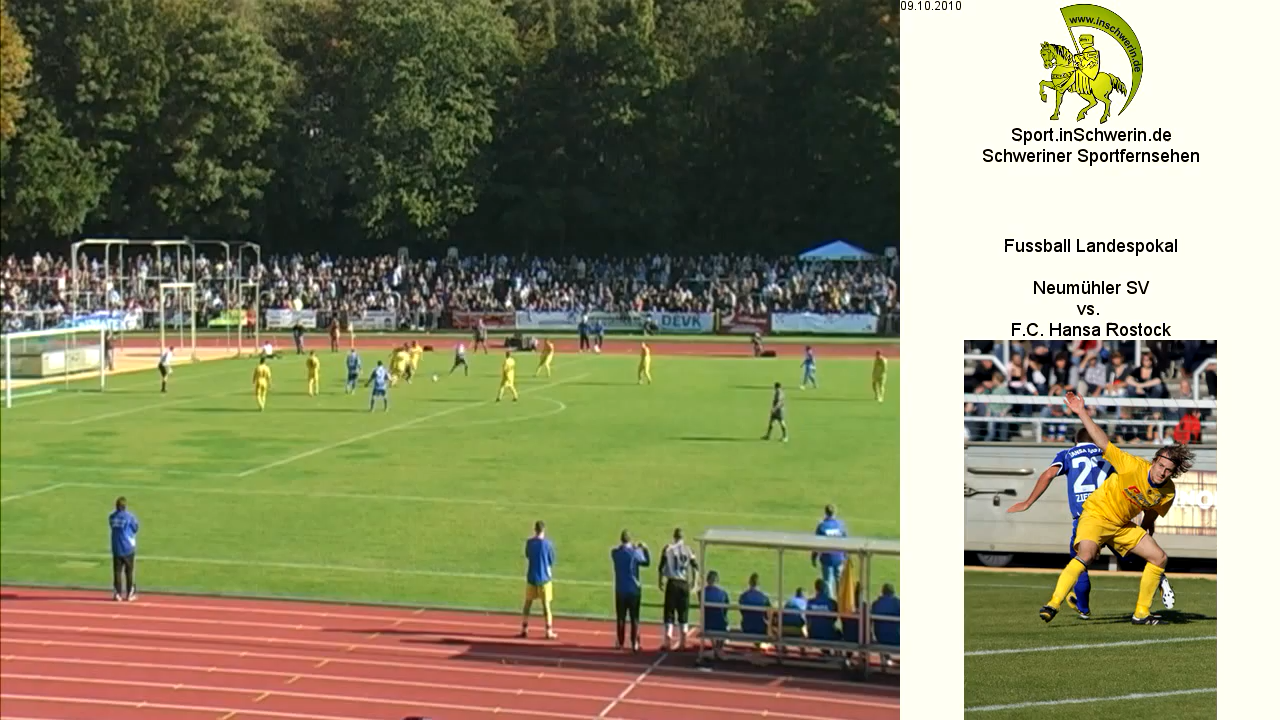 09.10.2010
www.inschwerin.de
Sport.inSchwerin.de
Schweriner Sportfernsehen
Fussball Landespokal
Neumühler SV
vs.
F.C. Hansa Rostock
DEVK
22